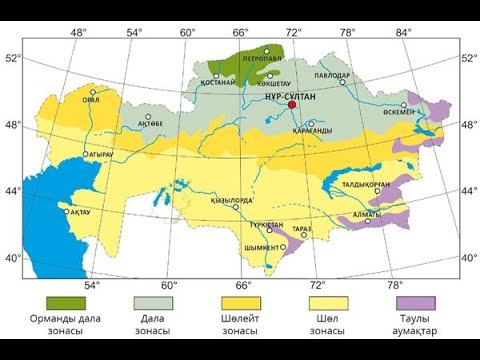 60° 66° 72° 78° 84°
52°
52°
ПЕТРОПАВЛ
ҚОСТАНАЙ
КӨКШЕТАУ
ПАВЛОДАР
ОРАЛ
НҰР-СҰЛТАН
АҚТӨБЕ
ӨСКЕМЕН
48°
48°
ҚАРАҒАНДЫ
АТЫРАУ
44°
44°
ТАЛДЫҚОРҒАН
ҚЫЗЫЛОРДА
АҚТАУ
ТҮРКІСТАН
ТАРАЗ
АЛМАТЫ
ШЫМКЕНТ
40°
40°
54° 60° 66° 72° 78°
Орманды дала
зонасы
Дала
зонасы
Шөлейт
зонасы
Шөл
зонасы
Таулы
аумақтар